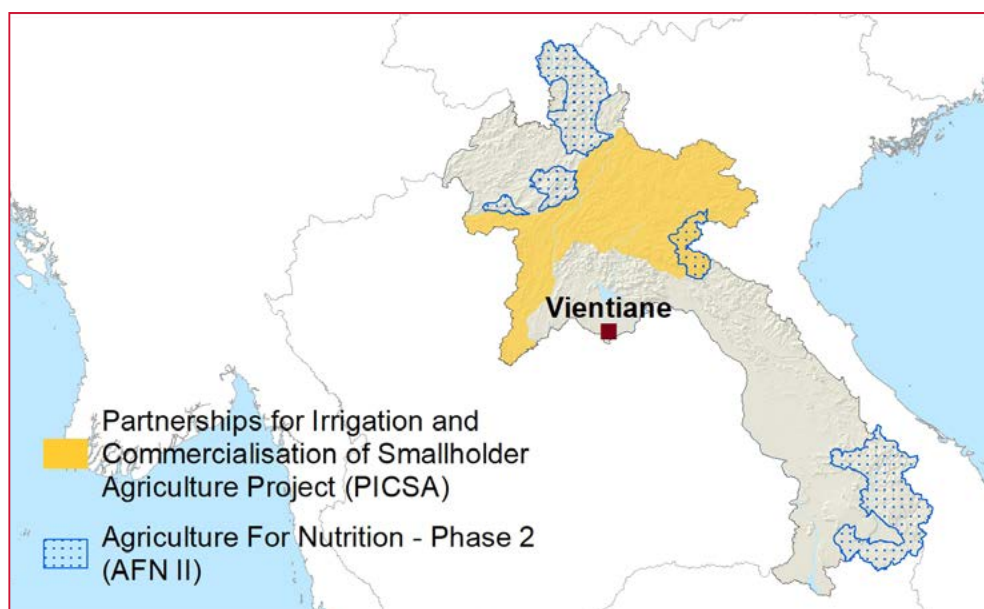 Vientiane
Partnerships for Irrigation and
Commercialisation of Smallholder
Agriculture Project (PICSA)
Agriculture For Nutrition - Phase 2
(AFN II)